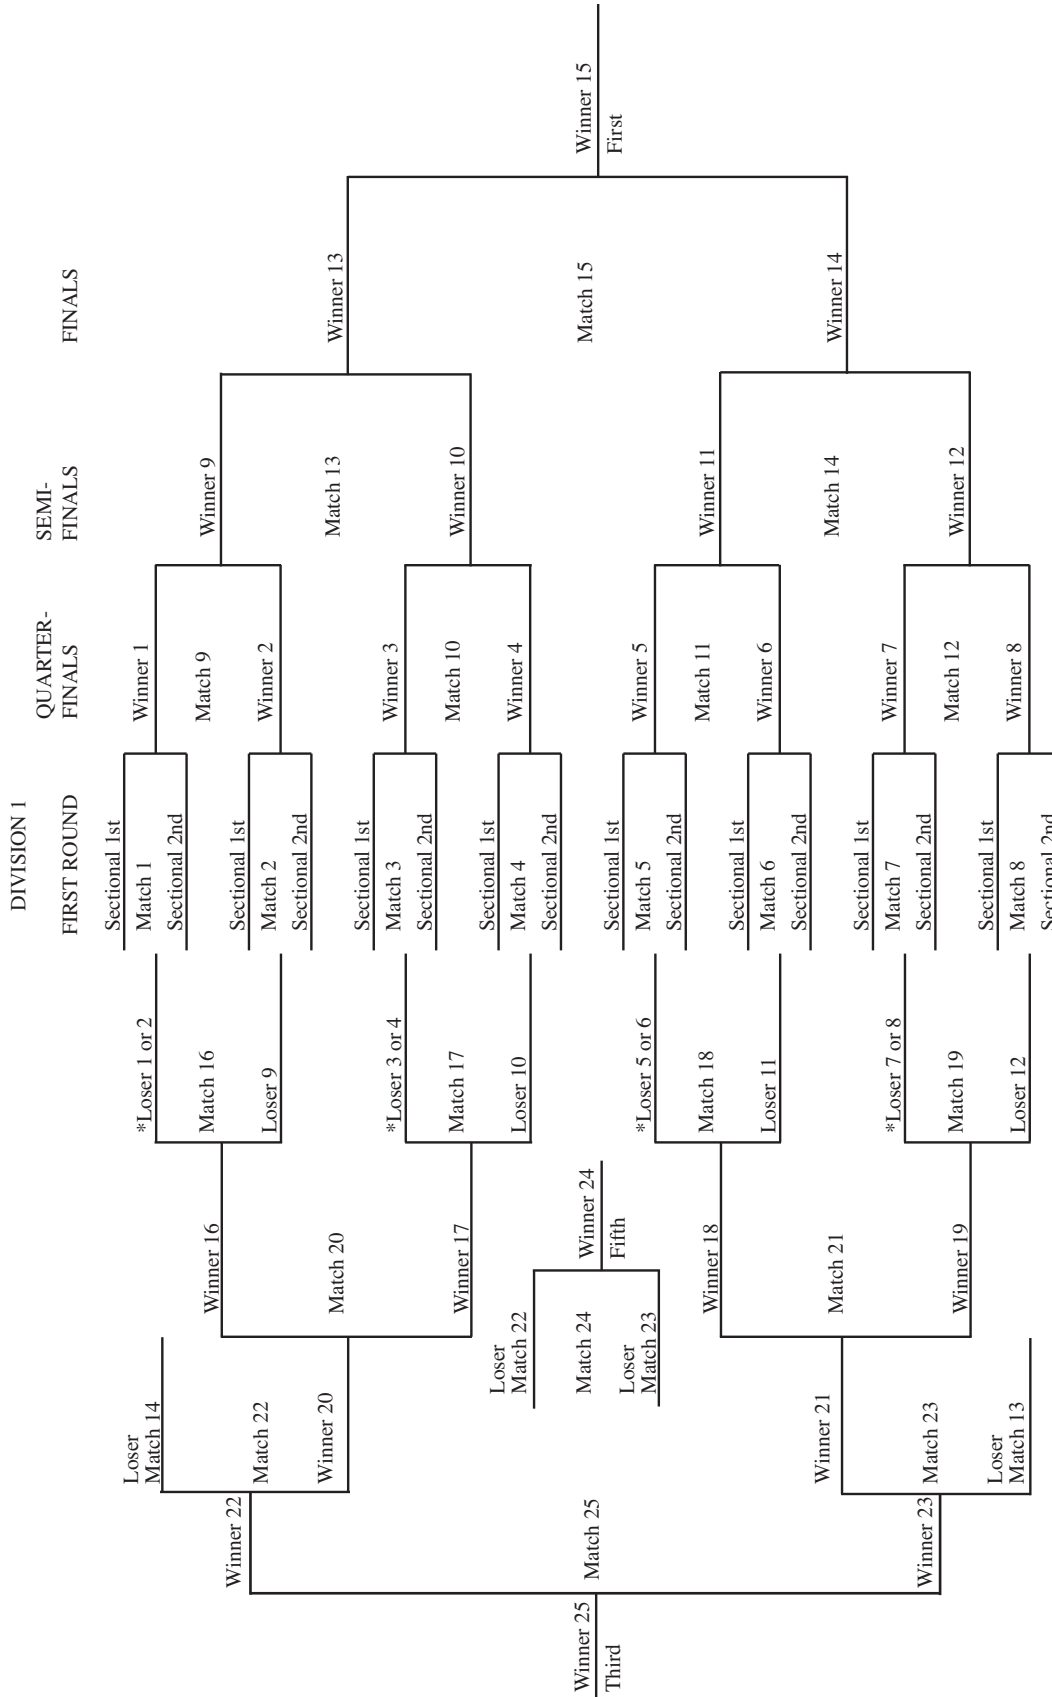 DIVISION 1
FIRST ROUND
QUARTER-
FINALS
SEMI-
FINALS
FINALS
Loser
Match 14
Match 22
Winner 20
Winner 22
Winner 16
Match 20
Winner 17
*Loser 1 or 2
Match 16
Loser 9
*Loser 3 or 4
Match 17
Loser 10
Sectional 1st
Match 1
Sectional 2nd
Sectional 1st
Match 2
Sectional 2nd
Sectional 1st
Match 3
Sectional 2nd
Sectional 1st
Match 4
Sectional 2nd
Winner 1
Match 9
Winner 2
Winner 3
Match 10
Winner 4
Winner 9
Match 13
Winner 10
Winner 13
Winner 25
Third
Match 25
Loser
Match 22
Match 24
Loser
Match 23
Winner 24
Fifth
Match 15
Winner 15
First
Winner 21
Match 23
Loser
Match 13
Winner 23
Winner 18
Match 21
Winner 19
*Loser 5 or 6
Match 18
Loser 11
*Loser 7 or 8
Match 19
Loser 12
Sectional 1st
Match 5
Sectional 2nd
Sectional 1st
Match 6
Sectional 2nd
Sectional 1st
Match 7
Sectional 2nd
Sectional 1st
Match 8
Sectional 2nd
Winner 5
Match 11
Winner 6
Winner 7
Match 12
Winner 8
Winner 11
Match 14
Winner 12
Winner 14